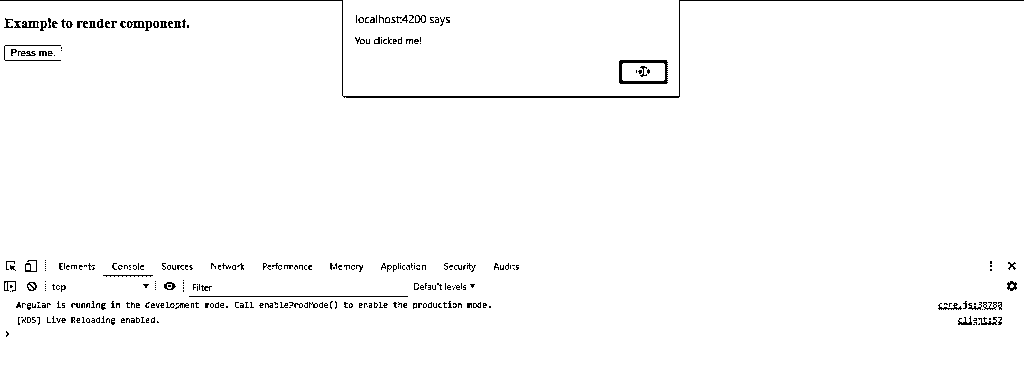 Example to render component.
Press me.
localhost:4200 says
You clicked me!
Elements Console Sources Network Performance Memory Application Security Audits
top Filter Default levels
Angular is running in the development mode. Call enableProdMode() to enable the production mode. core.js:38780
[WDS] Live Reloading enabled. client:52